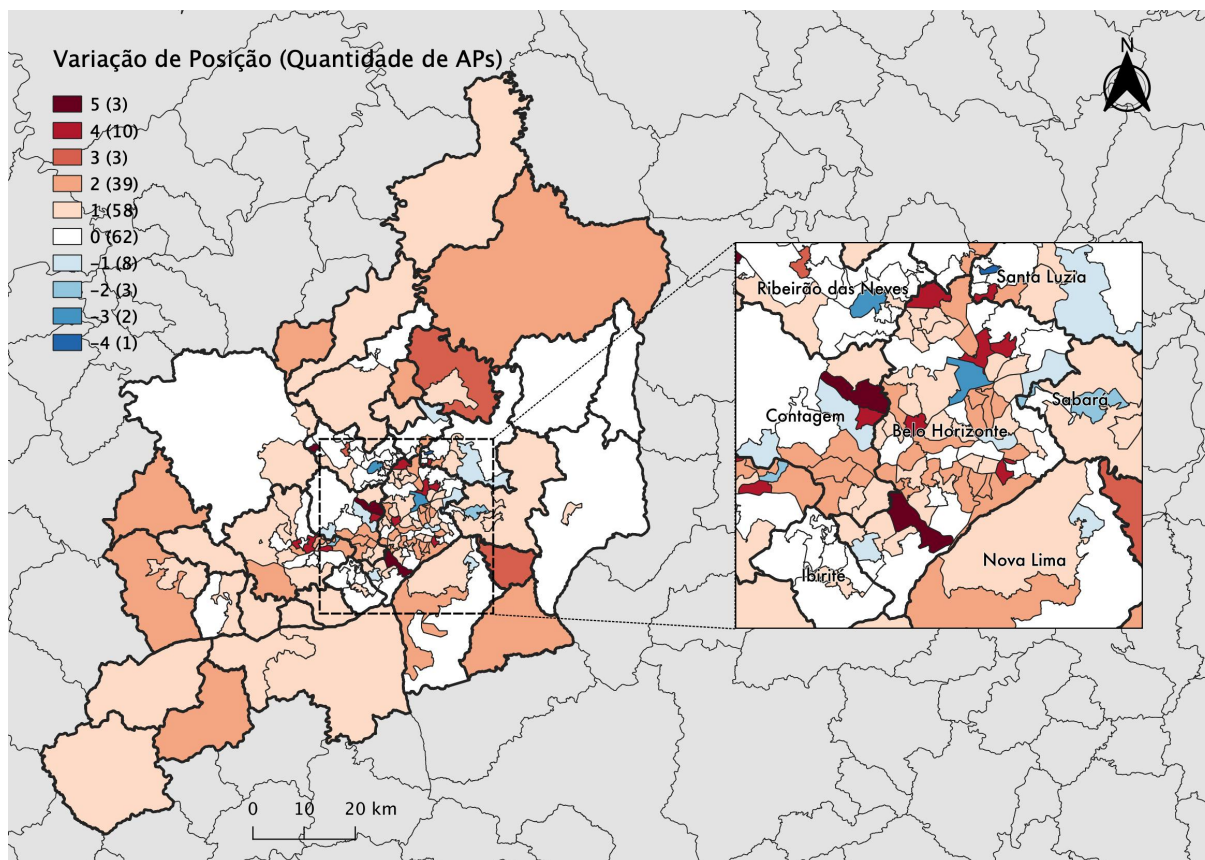 Variação de Posição (Quantidade de APs)
5 (3)
4 (10)
3 (3)
2 (39)
1 (58)
0 (62)
−1 (8)
−2 (3)
−3 (2)
−4 (1)
N
Santa Luzia
Ribeirão das Neves
Sabará
Contagem
Belo Horizonte
Nova Lima
Ibirité
0 10 20 km